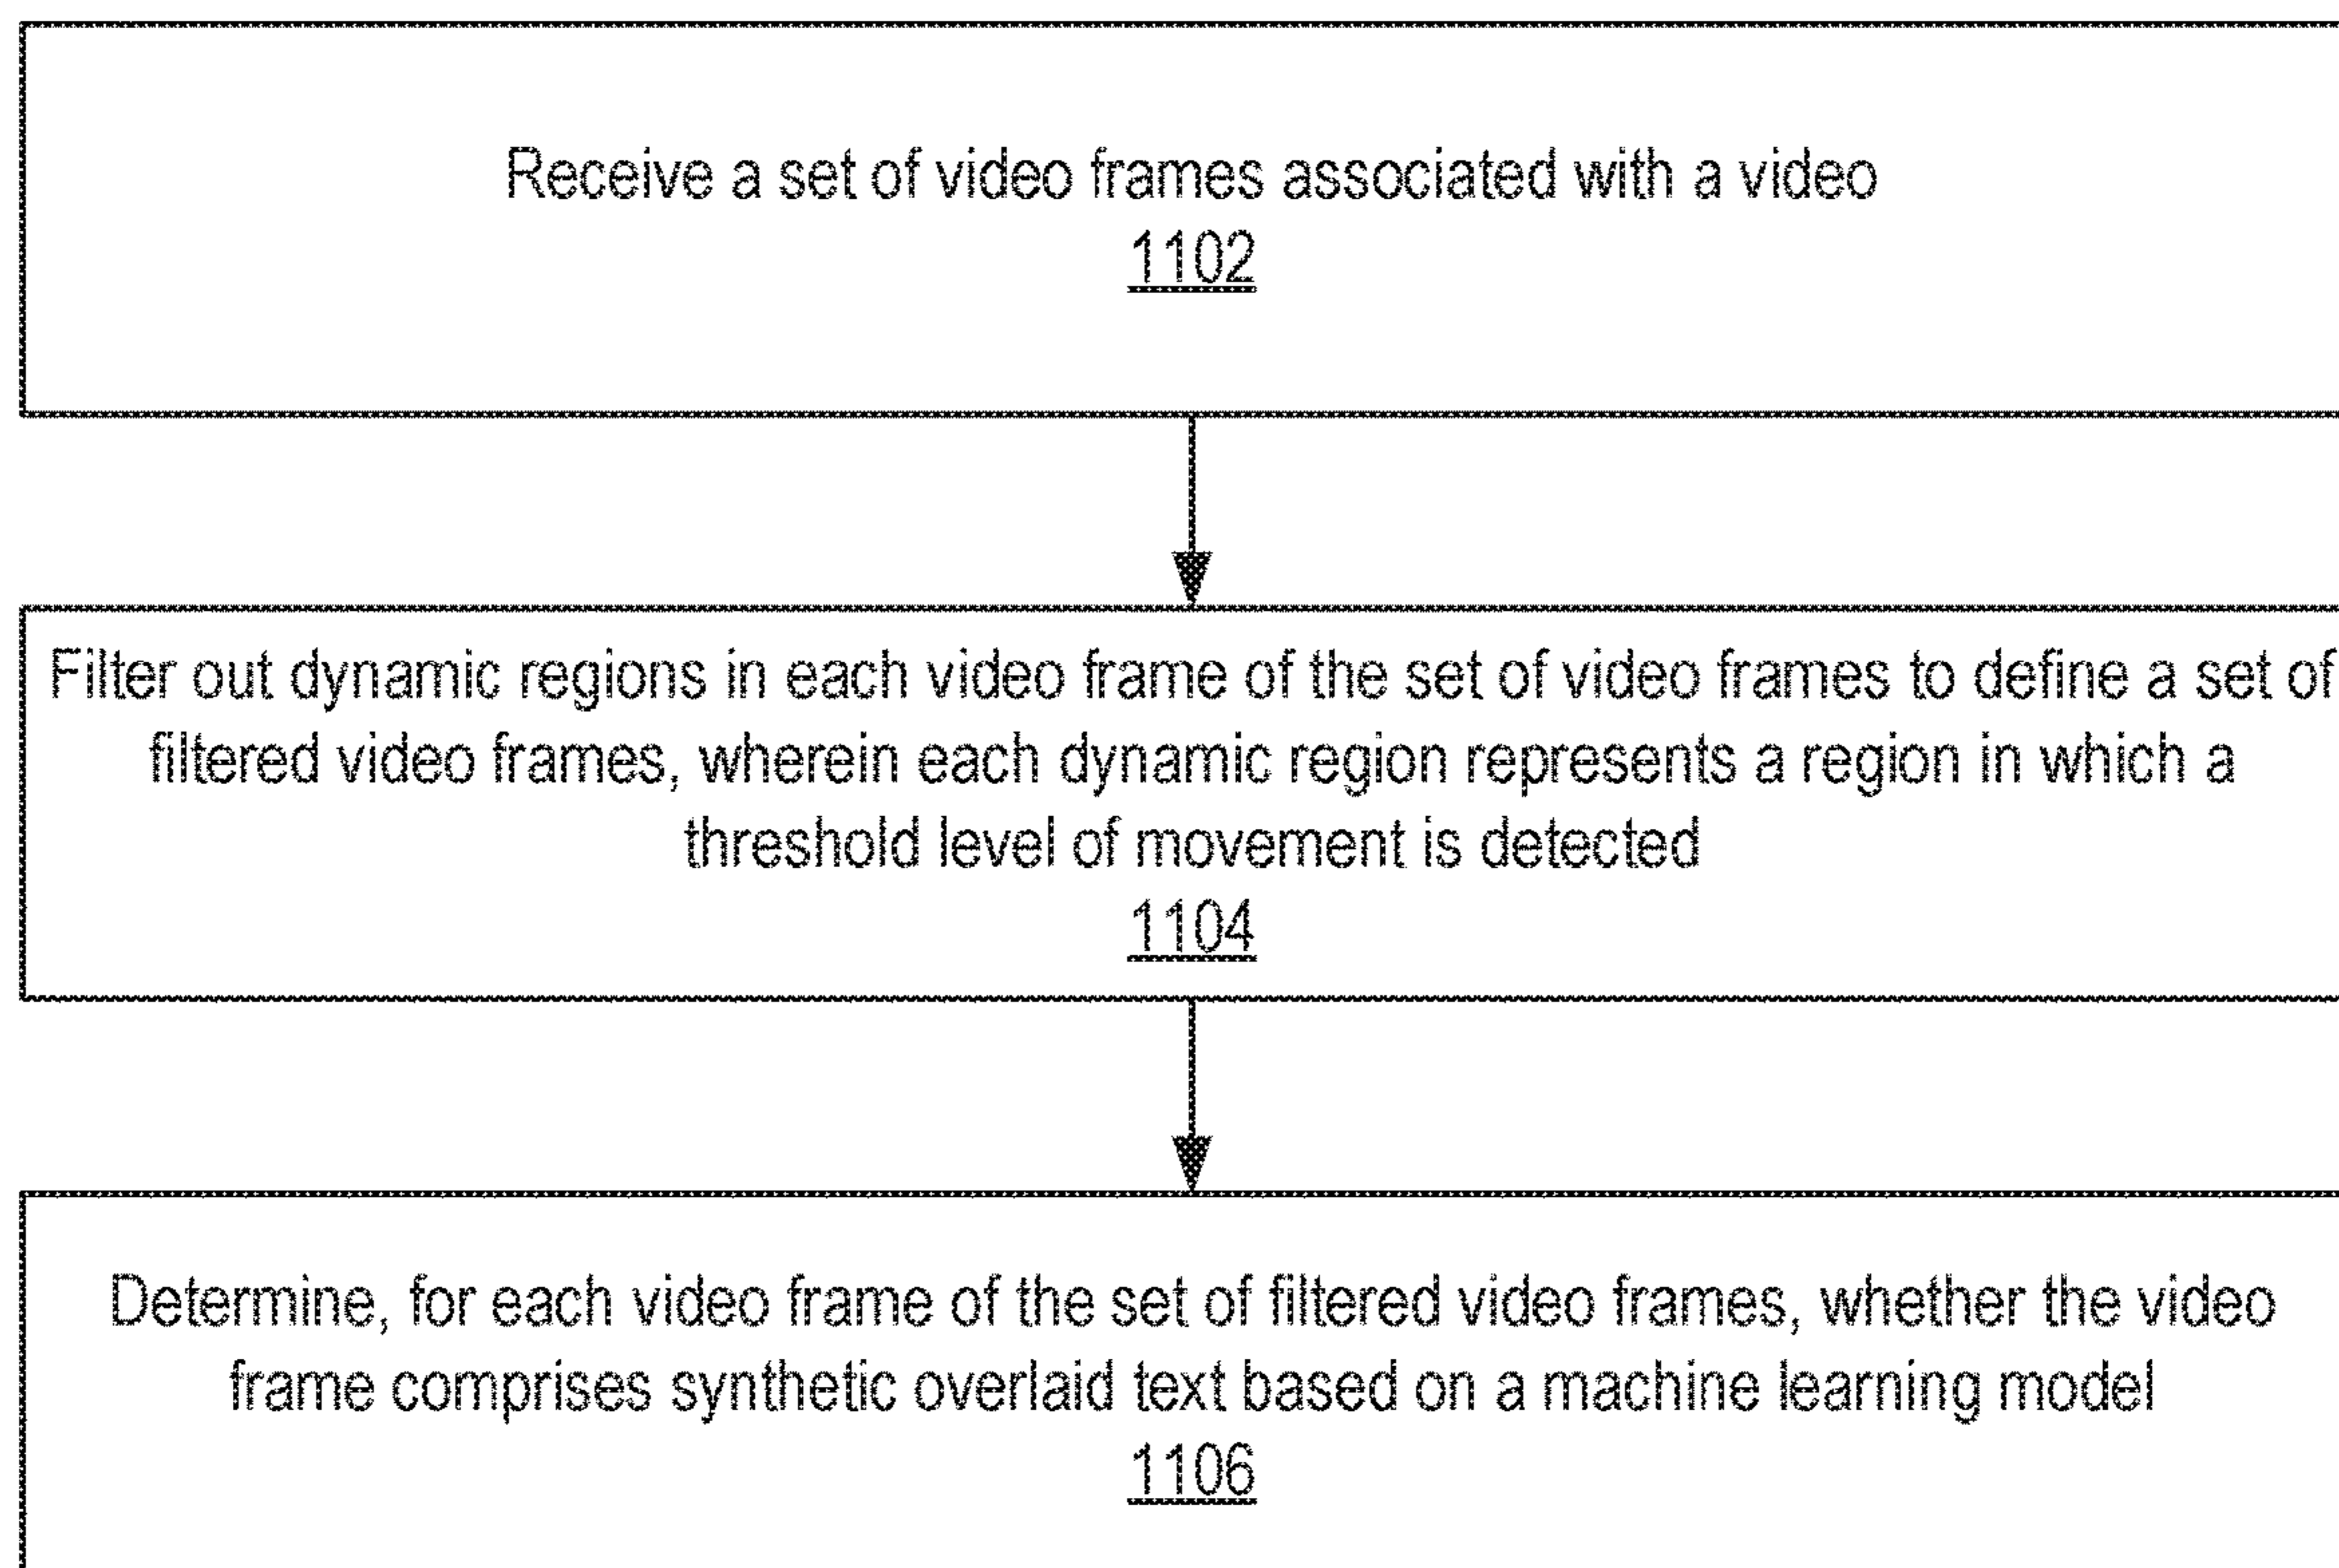 Receive a set of video frames associated with a video
1102
Filter out dynamic regions in each video frame of the set of video frames to define a set of
filtered video frames, wherein each dynamic region represents a region in which a
threshold level of movement is detected
1104
Determine, for each video frame of the set of filtered video frames, whether the video
frame comprises synthetic overlaid text based on a machine learning model
1106